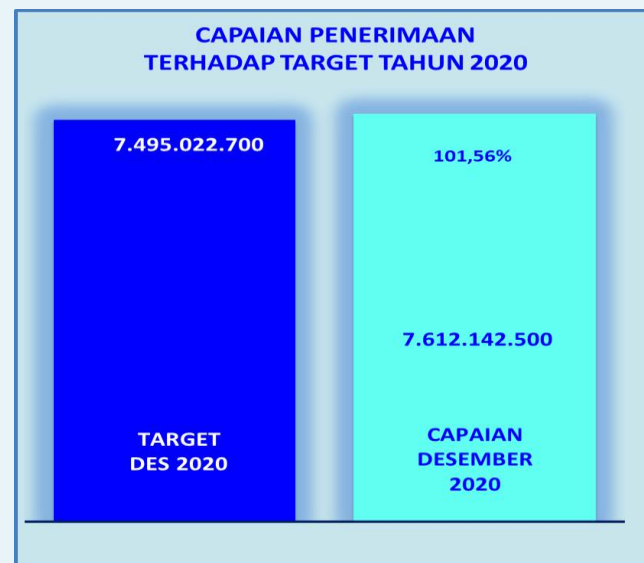 CAPAIAN PENERIMAAN
TERHADAP TARGET TAHUN 2020
7.495.022.700
TARGET
DES 2020
101,56%
7.612.142.500
CAPAIAN
DESEMBER
2020